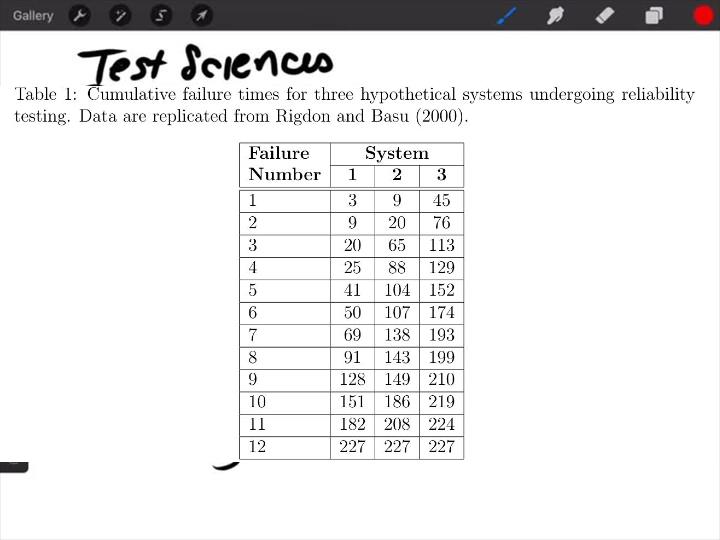 Gallery
Test Sciences
Table 1: Cumulative failure times for three hypothetical systems undergoing reliability
testing. Data are replicated from Rigdon and Basu (2000).
Failure System
Number 1 2 3
1 3 9 45
2 9 20 76
3 20 65 113
4 25 88 129
5 41 104 152
6 50 107 174
7 69 138 193
8 91 143 199
9 128 149 210
10 151 186 219
11 182 208 224
12 227 227 227